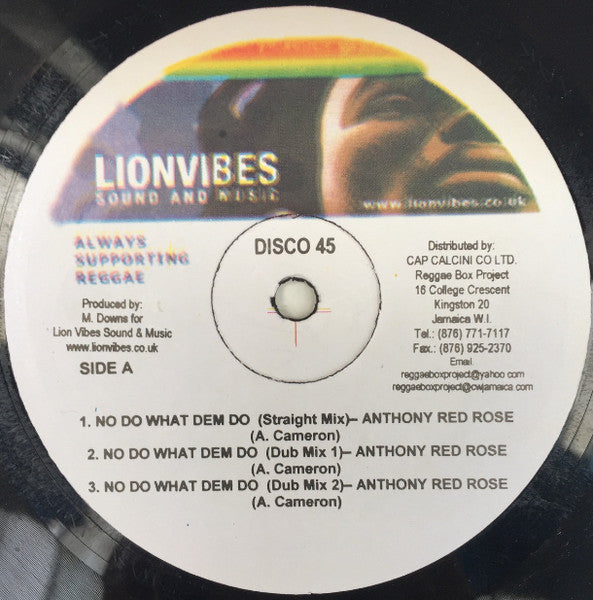 LIONVIBES
SOUND AND MUSIC
www.lionvibes.co.uk
ALWAYS
SUPPORTING
REGGAE
DISCO 45
Distributed by:
CAP CALCINI CO LTD.
Reggae Box Project
16 College Crescent
Kingston 20
Jamaica W.I.
Tel.: (876) 771-7117
Fax.: (876) 925-2370
Email.
reggaeboxproject@yahoo com
reggaeboxproject@cwjamaica.com
Produced by:
M. Downs for
Lion Vibes Sound & Music
www.lionvibes.co.uk
SIDE A
1. NO DO WHAT DEM DO (Straight Mix)– ANTHONY RED ROSE
(A. Cameron)
2. NO DO WHAT DEM DO (Dub Mix 1)– ANTHONY RED ROSE
(A. Cameron)
3. NO DO WHAT DEM DO (Dub Mix 2)– ANTHONY RED ROSE
(A. Cameron)